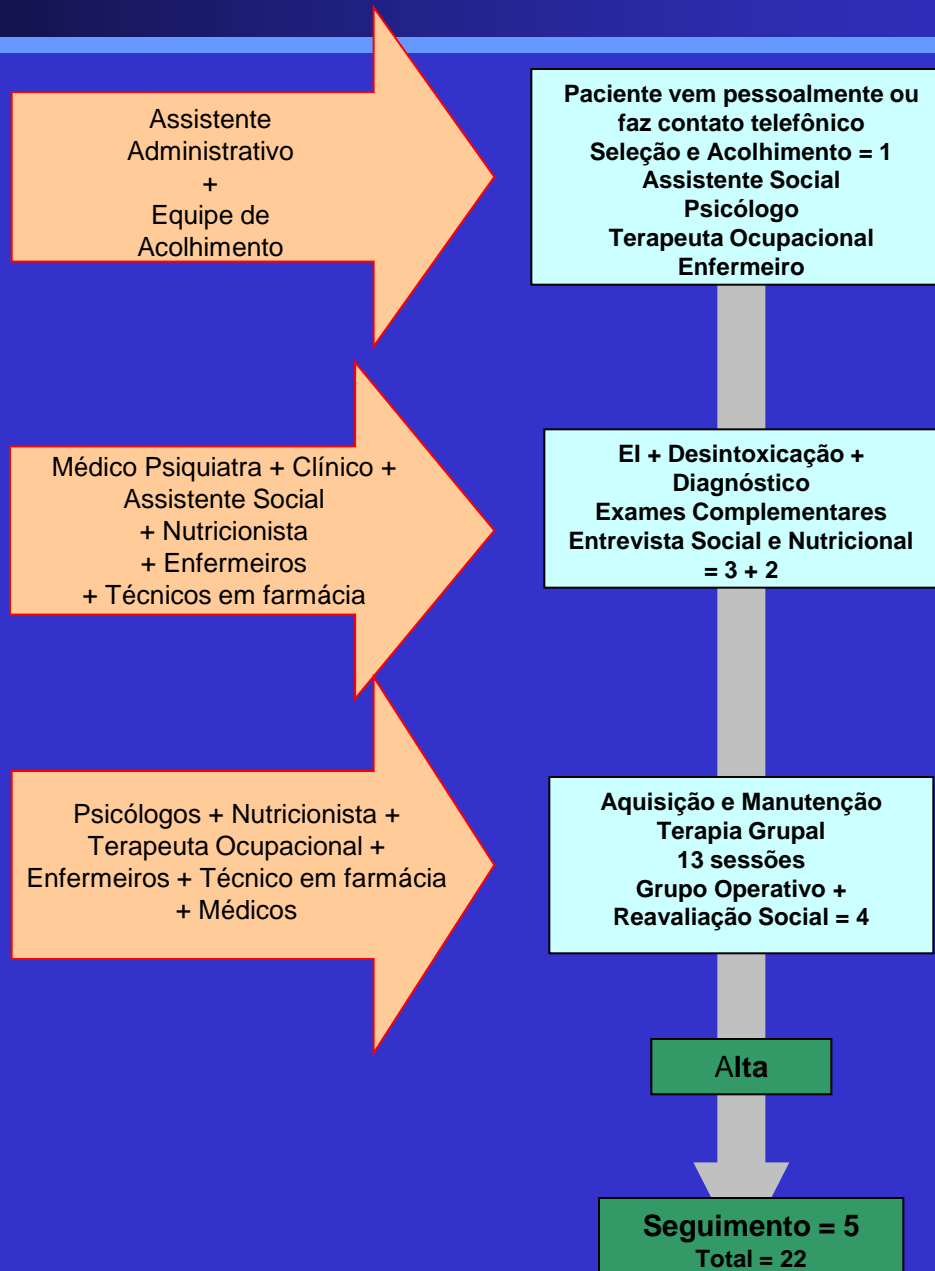 Assistente
Administrativo
+
Equipe de
Acolhimento
Paciente vem pessoalmente ou
faz contato telefônico
Seleção e Acolhimento = 1
Assistente Social
Psicólogo
Terapeuta Ocupacional
Enfermeiro
Médico Psiquiatra + Clínico +
Assistente Social
+ Nutricionista
+ Enfermeiros
+ Técnicos em farmácia
EI + Desintoxicação +
Diagnóstico
Exames Complementares
Entrevista Social e Nutricional
= 3 + 2
Psicólogos + Nutricionista +
Terapeuta Ocupacional +
Enfermeiros + Técnico em farmácia
+ Médicos
Aquisição e Manutenção
Terapia Grupal
13 sessões
Grupo Operativo +
Reavaliação Social = 4
Alta
Seguimento = 5
Total = 22